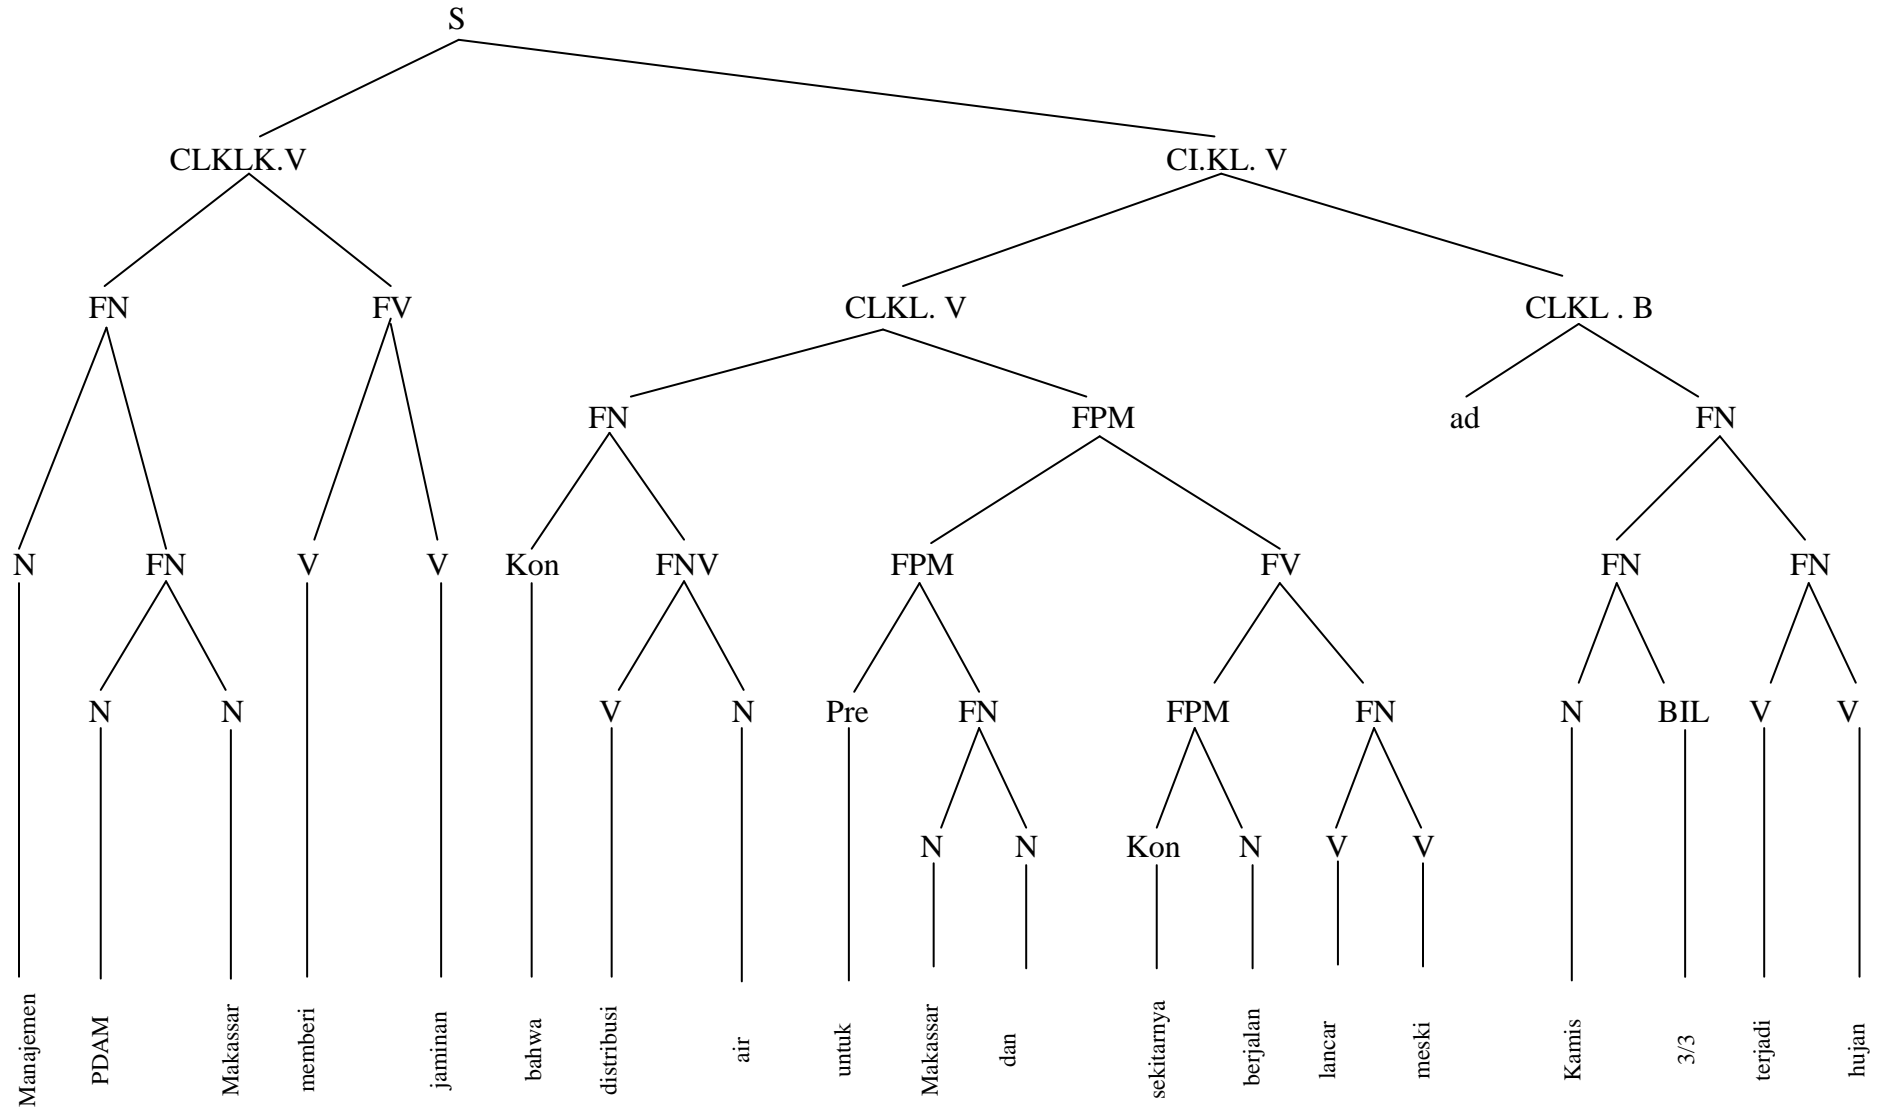 S
CLKLK.V CI.KL. V
FN FV CLKL. V CLKL . B
FN FPM ad FN
N FN V V Kon FNV FPM FV FN FN
N N V N Pre FN FPM FN N BIL V V
N N Kon N V V
Manajemen PDAM Makassar memberi jaminan bahwa distribusi air untuk Makassar dan sekitarnya berjalan lancar meski Kamis 3/3 terjadi hujan